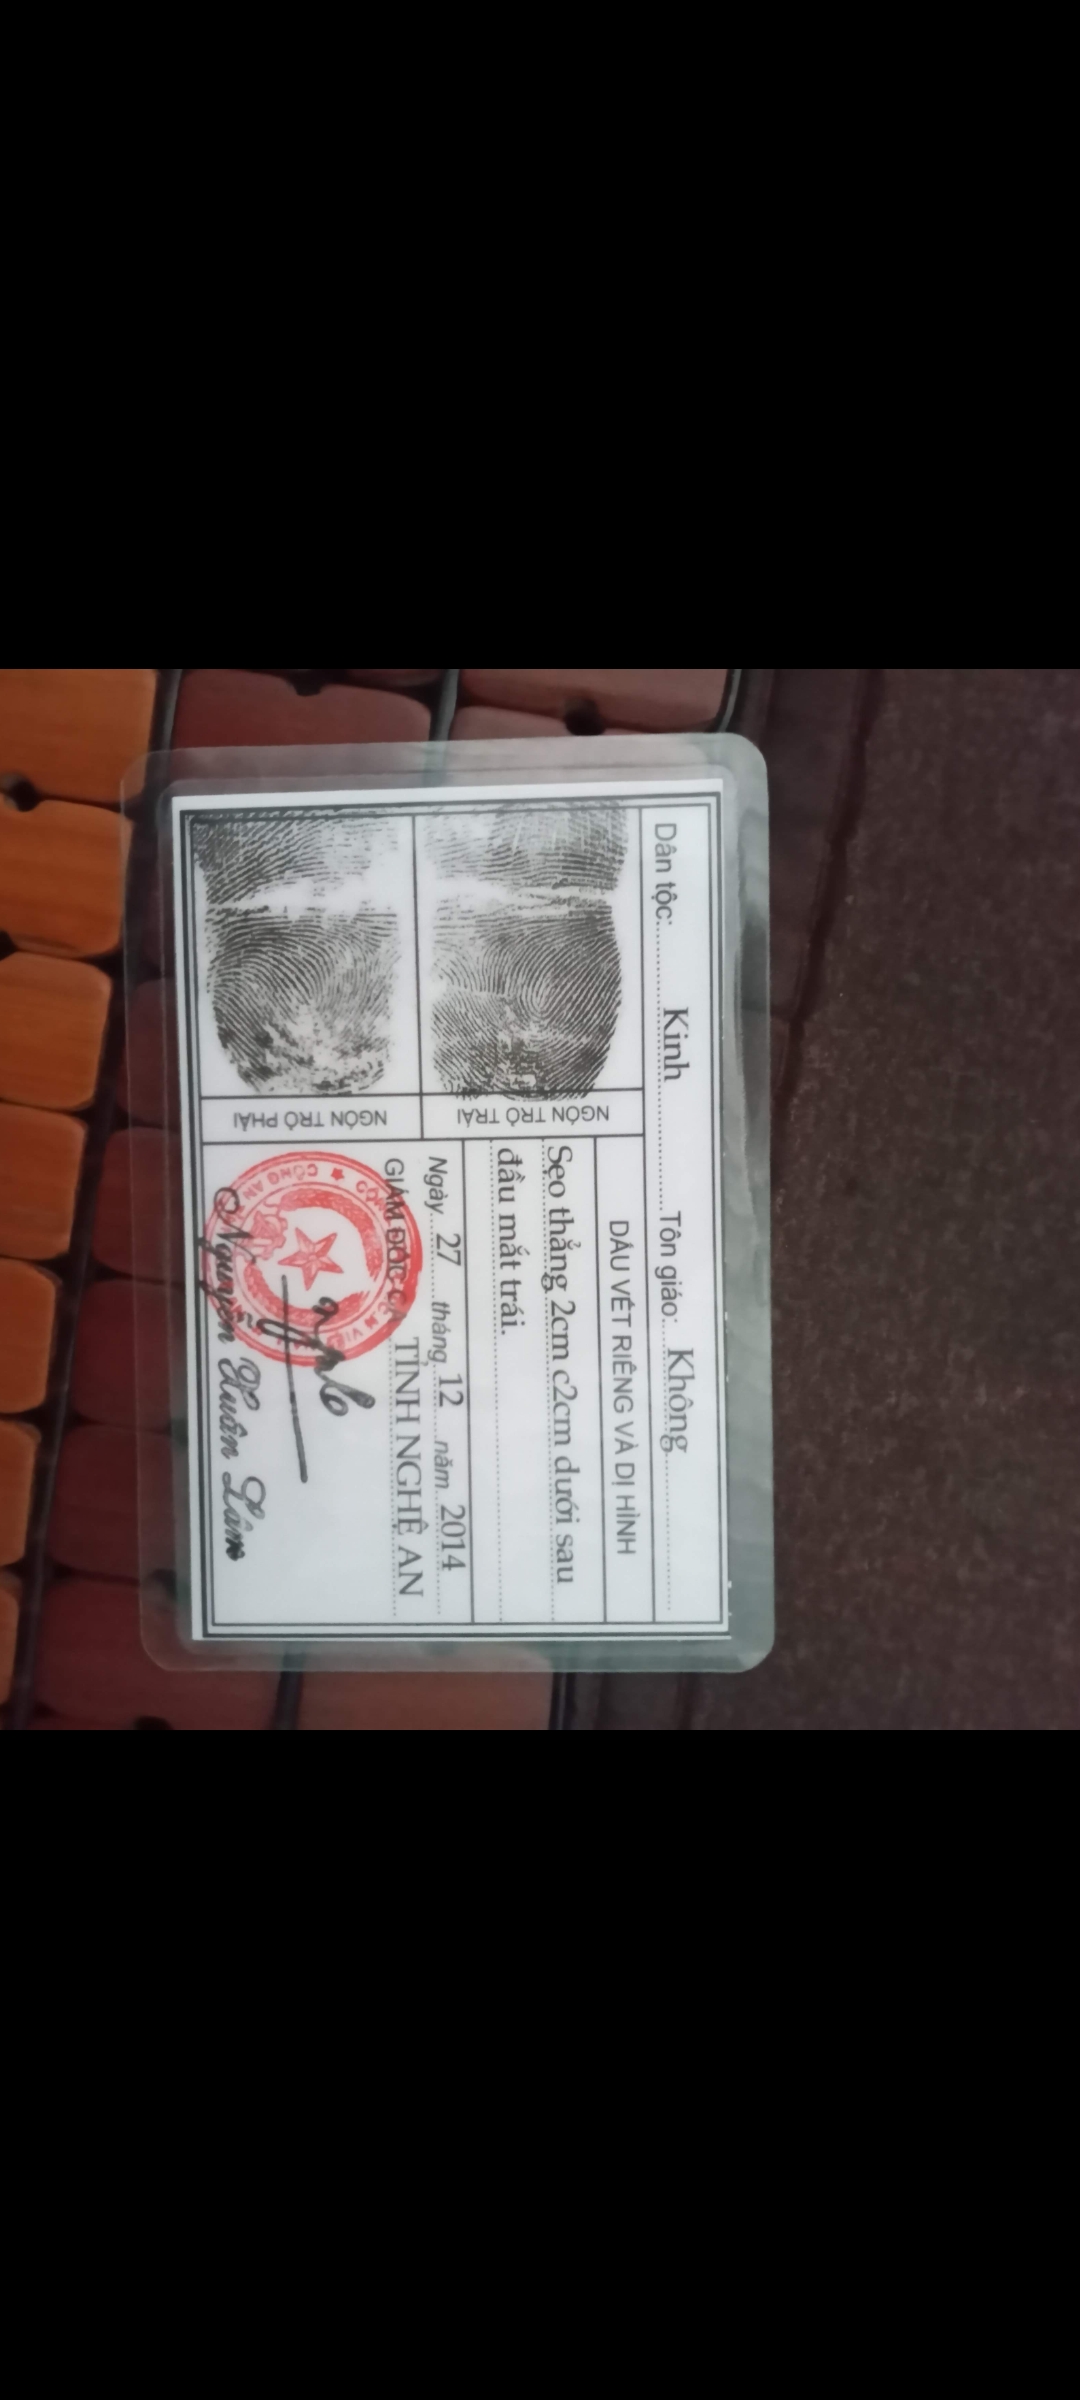 Dân tộc: Kinh Tôn giáo: Không
NGÓN TRỎ TRÁI
DẤU VẾT RIÊNG VÀ DỊ HÌNH
Sẹo thẳng 2cm c2cm dưới sau
đầu mắt trái.
NGÓN TRỎ PHẢI
Ngày 27 tháng 12 năm 2014
GIÁM ĐỐC CA TỈNH NGHỆ AN
CÔNG AN
Nguyễn Xuân Lâm